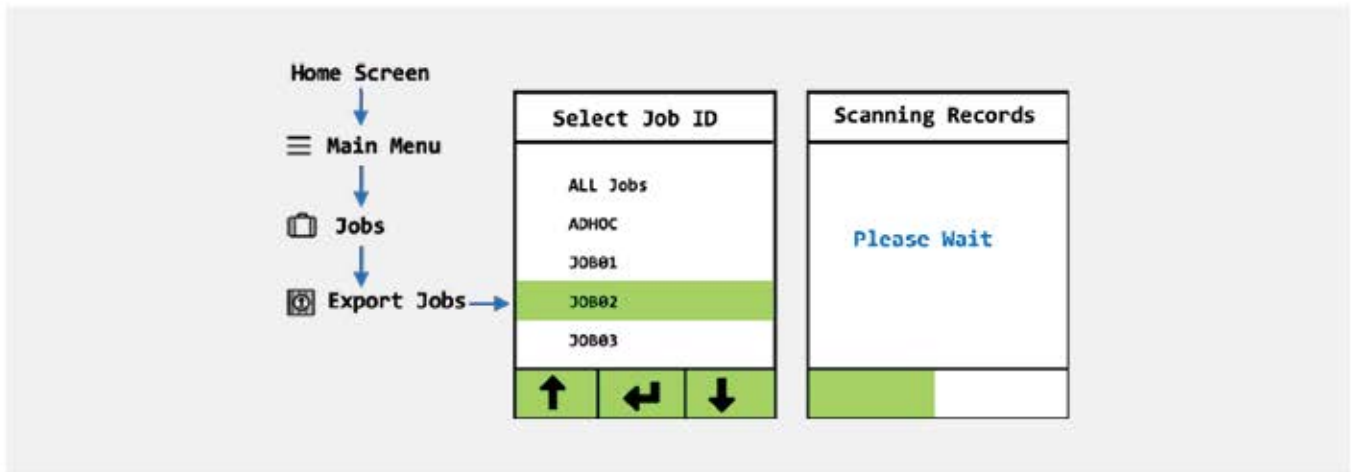 Home Screen
Main Menu
Jobs
Export Jobs
Select Job ID
ALL Jobs
ADHOC
JOB01
JOB02
JOB03
Scanning Records
Please Wait